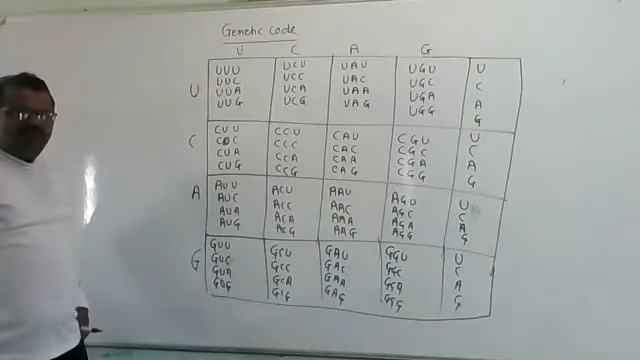 Genetic code
U C A G
UUU UCU UAU UGU U
UUC UCC UAC UGC C
U UUA UCA UAA UGA A
UUG UCG UAG UGG G
CUU CCU CAU CGU U
C CUC CCC CAC CGC C
CUA CCA CAA CGA A
CUG CCG CAG CGG G
AUU ACU AAU AGU U
A AUC ACC AAC AGC C
AUA ACA AAA AGA A
AUG ACG AAG AGG G
GUU GCU GAU GGU U
G GUC GCC GAC GGC C
GUA GCA GAA GGA A
GUG GCG GAG GGG G